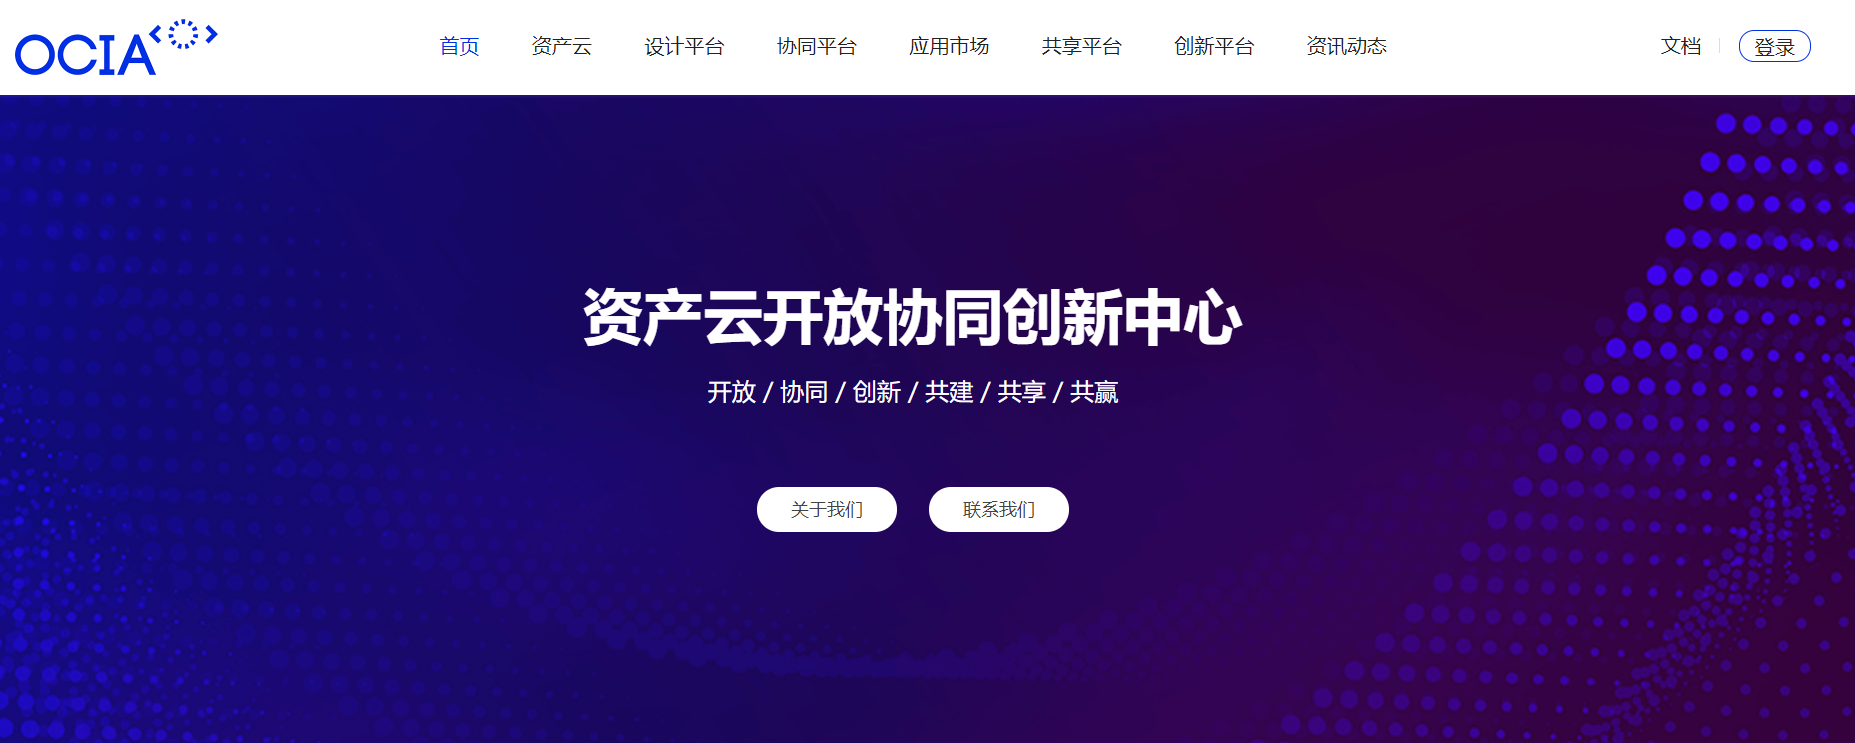 OCIA
首页 资产云 设计平台 协同平台 应用市场 共享平台 创新平台 资讯动态 文档 登录
资产云开放协同创新中心
开放 / 协同 / 创新 / 共建 / 共享 / 共赢
关于我们 联系我们